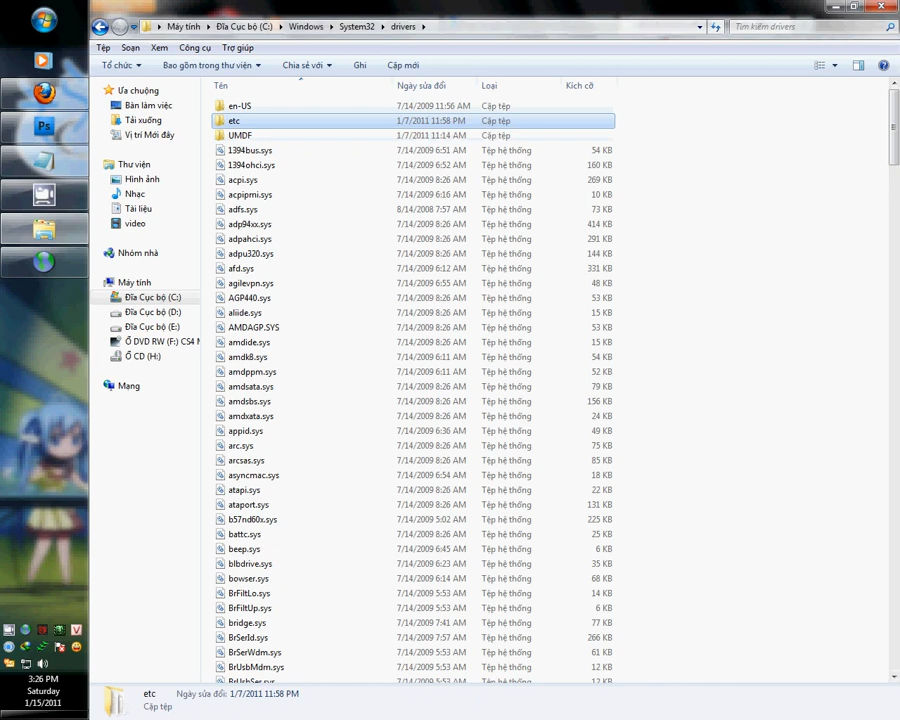 Máy tính
Đĩa Cục bộ (C:)
Windows
System32
drivers
Tìm kiếm drivers
Tệp Soạn Xem Công cụ Trợ giúp
Tổ chức Bao gồm trong thư viện Chia sẻ với Ghi Cặp mới
Tên Ngày sửa đổi Loại Kích cỡ
Ưa chuộng
Bàn làm việc
Tải xuống
Vị trí Mới đây
Thư viện
Hình ảnh
Nhạc
Tài liệu
video
Nhóm nhà
Máy tính
Đĩa Cục bộ (C:)
Đĩa Cục bộ (D:)
Đĩa Cục bộ (E:)
Ổ DVD RW (F:) CS4 M
Ổ CD (H:)
Mạng
en-US 7/14/2009 11:56 AM Cặp tệp
etc 1/7/2011 11:58 PM Cặp tệp
UMDF 1/7/2011 11:14 AM Cặp tệp
1394bus.sys 7/14/2009 6:51 AM Tệp hệ thống 54 KB
1394ohci.sys 7/14/2009 6:52 AM Tệp hệ thống 160 KB
acpi.sys 7/14/2009 8:26 AM Tệp hệ thống 269 KB
acpipmi.sys 7/14/2009 6:16 AM Tệp hệ thống 10 KB
adfs.sys 8/14/2008 7:57 AM Tệp hệ thống 73 KB
adp94xx.sys 7/14/2009 8:26 AM Tệp hệ thống 414 KB
adpahci.sys 7/14/2009 8:26 AM Tệp hệ thống 291 KB
adpu320.sys 7/14/2009 8:26 AM Tệp hệ thống 144 KB
afd.sys 7/14/2009 6:12 AM Tệp hệ thống 331 KB
agilevpn.sys 7/14/2009 6:55 AM Tệp hệ thống 48 KB
AGP440.sys 7/14/2009 8:26 AM Tệp hệ thống 53 KB
aliide.sys 7/14/2009 8:26 AM Tệp hệ thống 15 KB
AMDAGP.SYS 7/14/2009 8:26 AM Tệp hệ thống 53 KB
amdide.sys 7/14/2009 8:26 AM Tệp hệ thống 15 KB
amdk8.sys 7/14/2009 6:11 AM Tệp hệ thống 54 KB
amdppm.sys 7/14/2009 6:11 AM Tệp hệ thống 52 KB
amdsata.sys 7/14/2009 8:26 AM Tệp hệ thống 79 KB
amdsbs.sys 7/14/2009 8:26 AM Tệp hệ thống 156 KB
amdxata.sys 7/14/2009 8:26 AM Tệp hệ thống 24 KB
appid.sys 7/14/2009 6:36 AM Tệp hệ thống 49 KB
arc.sys 7/14/2009 8:26 AM Tệp hệ thống 75 KB
arcsas.sys 7/14/2009 8:26 AM Tệp hệ thống 85 KB
asyncmac.sys 7/14/2009 6:54 AM Tệp hệ thống 18 KB
atapi.sys 7/14/2009 8:26 AM Tệp hệ thống 22 KB
ataport.sys 7/14/2009 8:26 AM Tệp hệ thống 131 KB
b57nd60x.sys 7/14/2009 5:02 AM Tệp hệ thống 225 KB
battc.sys 7/14/2009 8:26 AM Tệp hệ thống 25 KB
beep.sys 7/14/2009 6:45 AM Tệp hệ thống 6 KB
blbdrive.sys 7/14/2009 6:23 AM Tệp hệ thống 35 KB
bowser.sys 7/14/2009 6:14 AM Tệp hệ thống 68 KB
BrFiltLo.sys 7/14/2009 5:53 AM Tệp hệ thống 14 KB
BrFiltUp.sys 7/14/2009 5:53 AM Tệp hệ thống 6 KB
bridge.sys 7/14/2009 7:41 AM Tệp hệ thống 77 KB
BrSerId.sys 7/14/2009 7:57 AM Tệp hệ thống 266 KB
BrSerWdm.sys 7/14/2009 5:53 AM Tệp hệ thống 61 KB
BrUsbMdm.sys 7/14/2009 5:53 AM Tệp hệ thống 12 KB
BrUsbSer.sys 7/14/2009 5:53 AM Tệp hệ thống 12 KB
etc Ngày sửa đổi: 1/7/2011 11:58 PM
Cặp tệp
Ps
3:26 PM
Saturday
1/15/2011